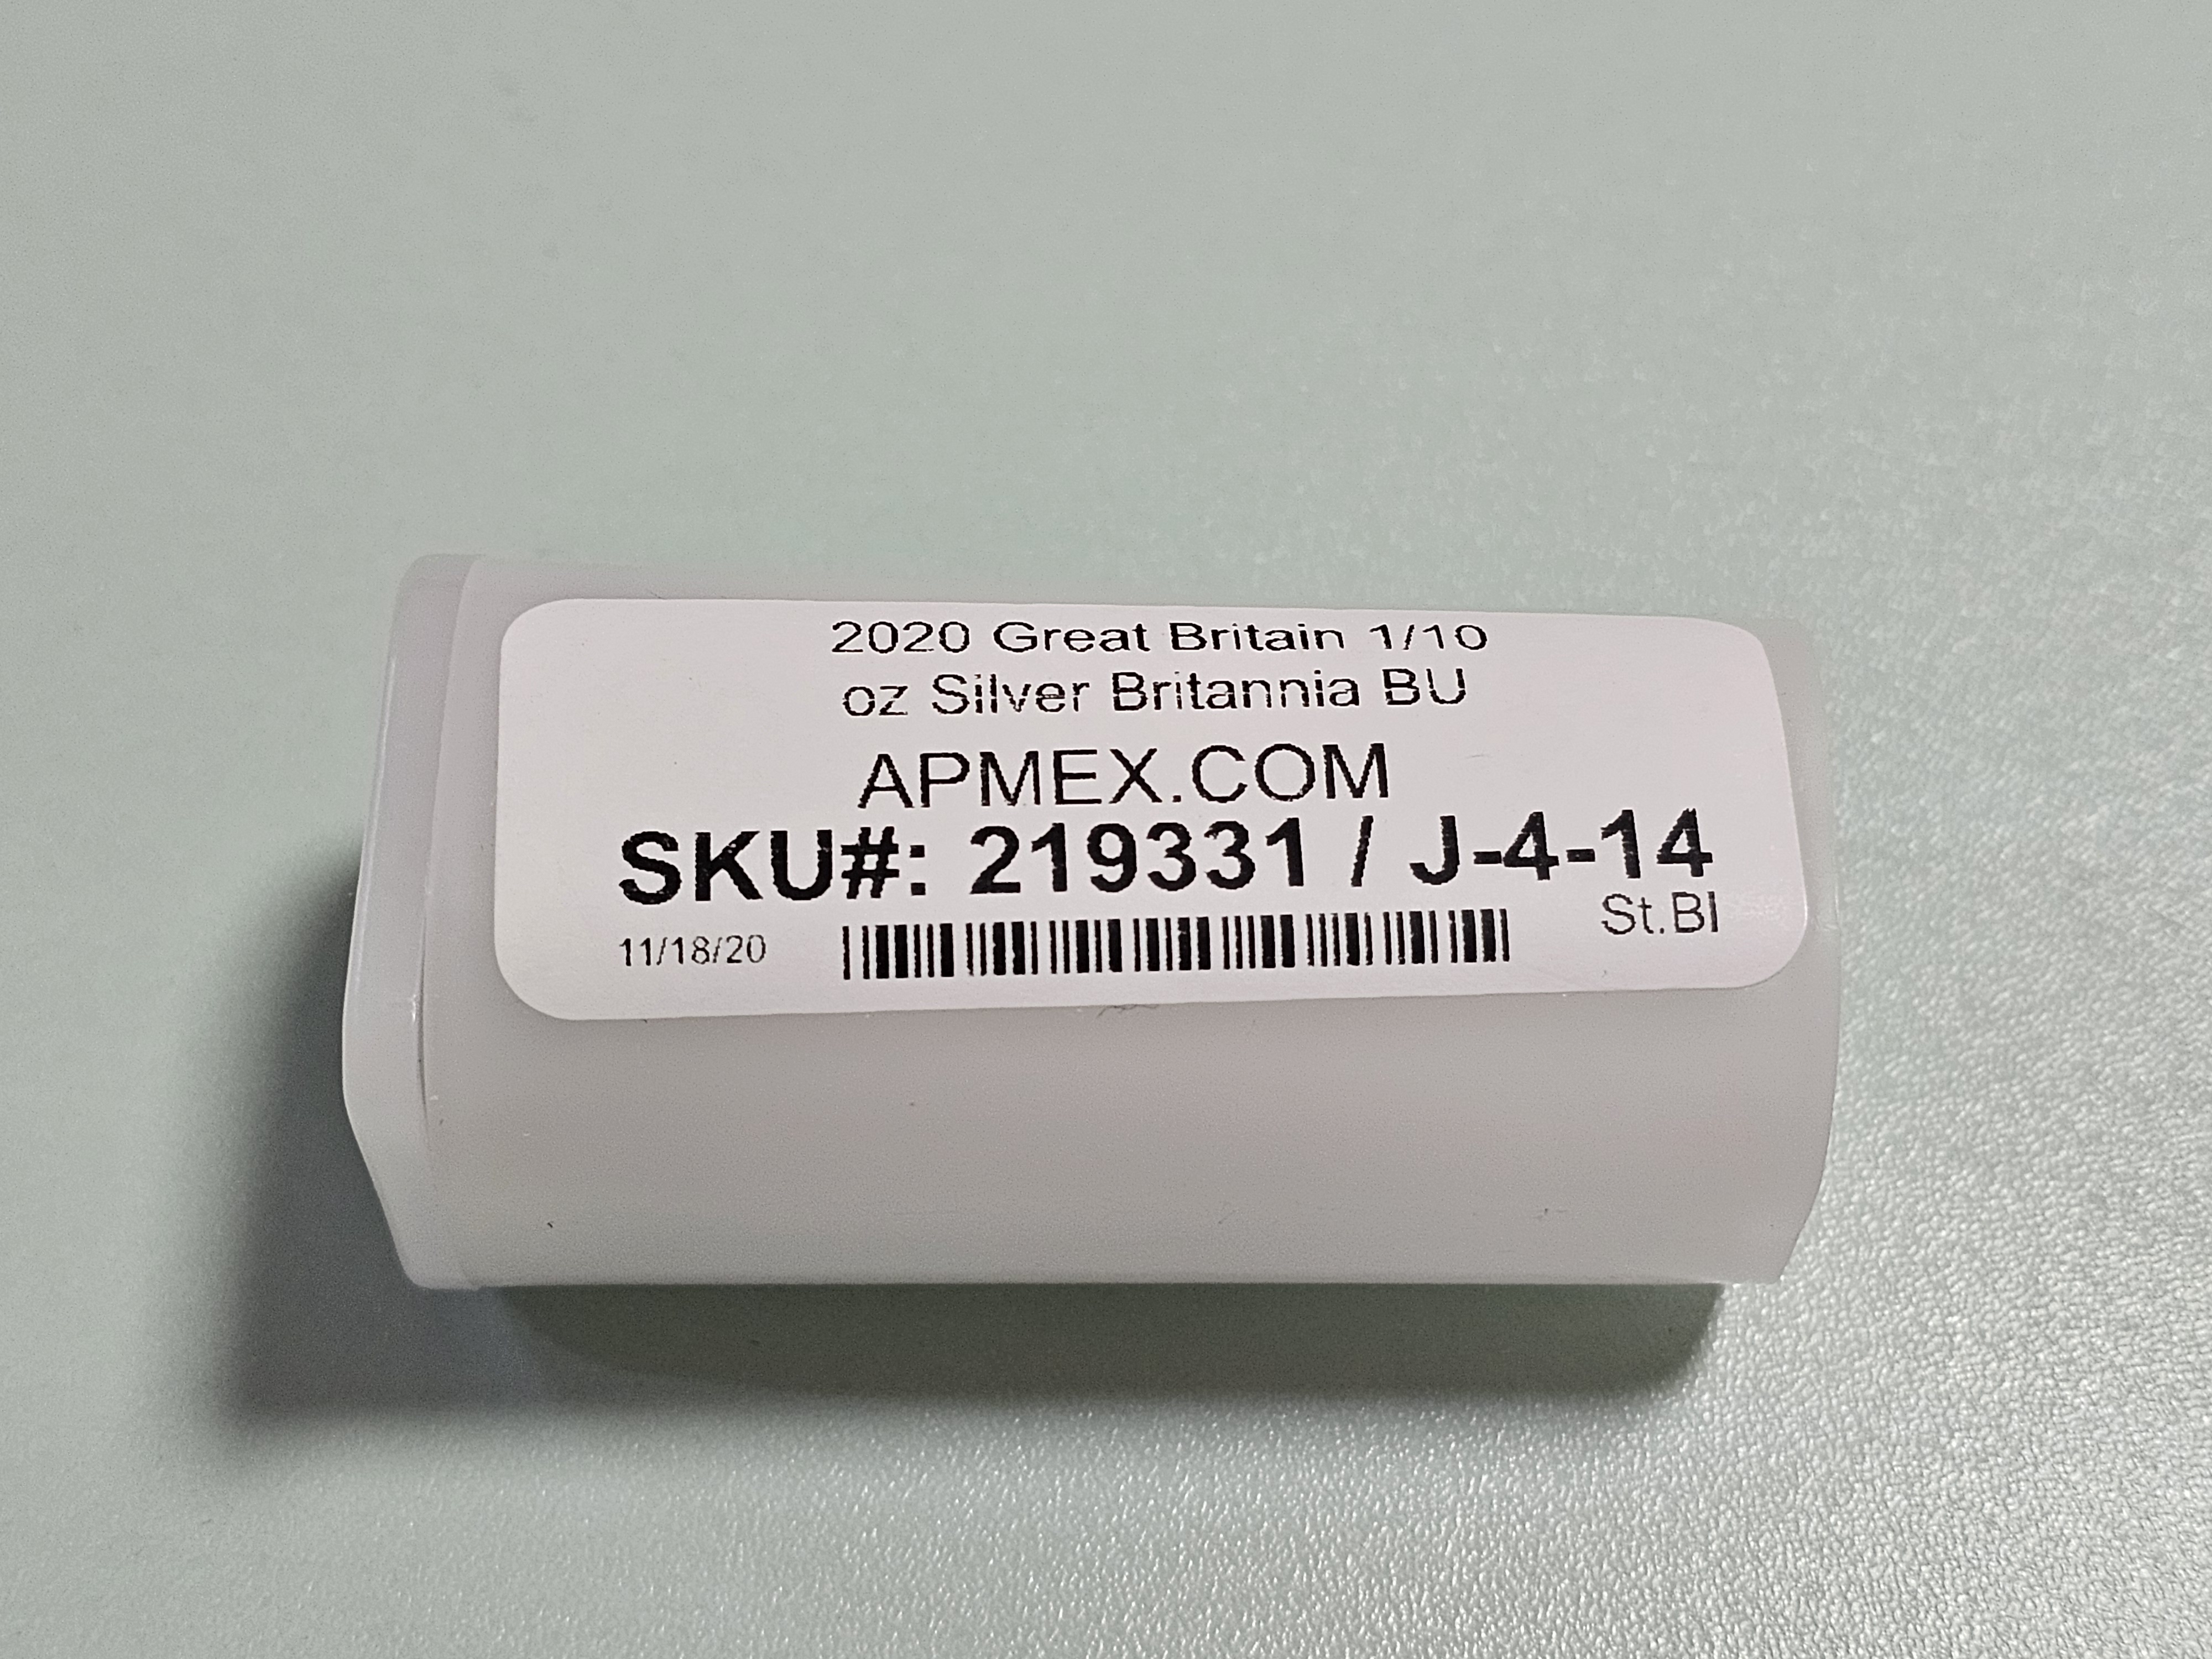 2020 Great Britain 1/10
oz Silver Britannia BU
APMEX.COM
SKU#: 219331 / J-4-14
St.BI
11/18/20